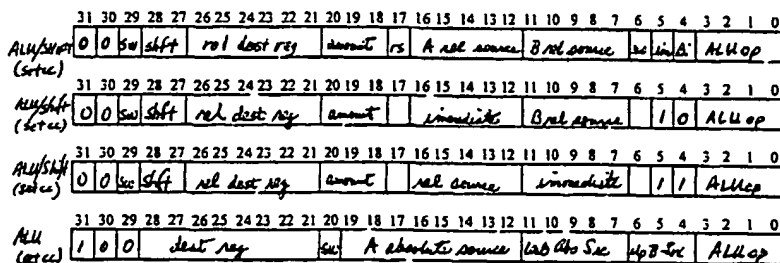 31 30 29 28 27 26 25 24 23 22 21 20 19 18 17 16 15 14 13 12 11 10 9 8 7 6 5 4 3 2 1 0
ALU/Shift 0 0 sw shft rel dest reg amount rs A rel source B rel source im ALU op
(setcc)
31 30 29 28 27 26 25 24 23 22 21 20 19 18 17 16 15 14 13 12 11 10 9 8 7 6 5 4 3 2 1 0
ALU/Shift 0 0 sw shft rel dest reg amount immediate B rel source 1 0 ALU op
(setcc)
31 30 29 28 27 26 25 24 23 22 21 20 19 18 17 16 15 14 13 12 11 10 9 8 7 6 5 4 3 2 1 0
ALU/Shift 0 0 shft rel dest reg amount rel source immediate 1 1 ALU op
(setcc)
31 30 29 28 27 26 25 24 23 22 21 20 19 18 17 16 15 14 13 12 11 10 9 8 7 6 5 4 3 2 1 0
ALU 1 0 0 dest reg A absolute source Abs Src B Src ALU op
(setcc)